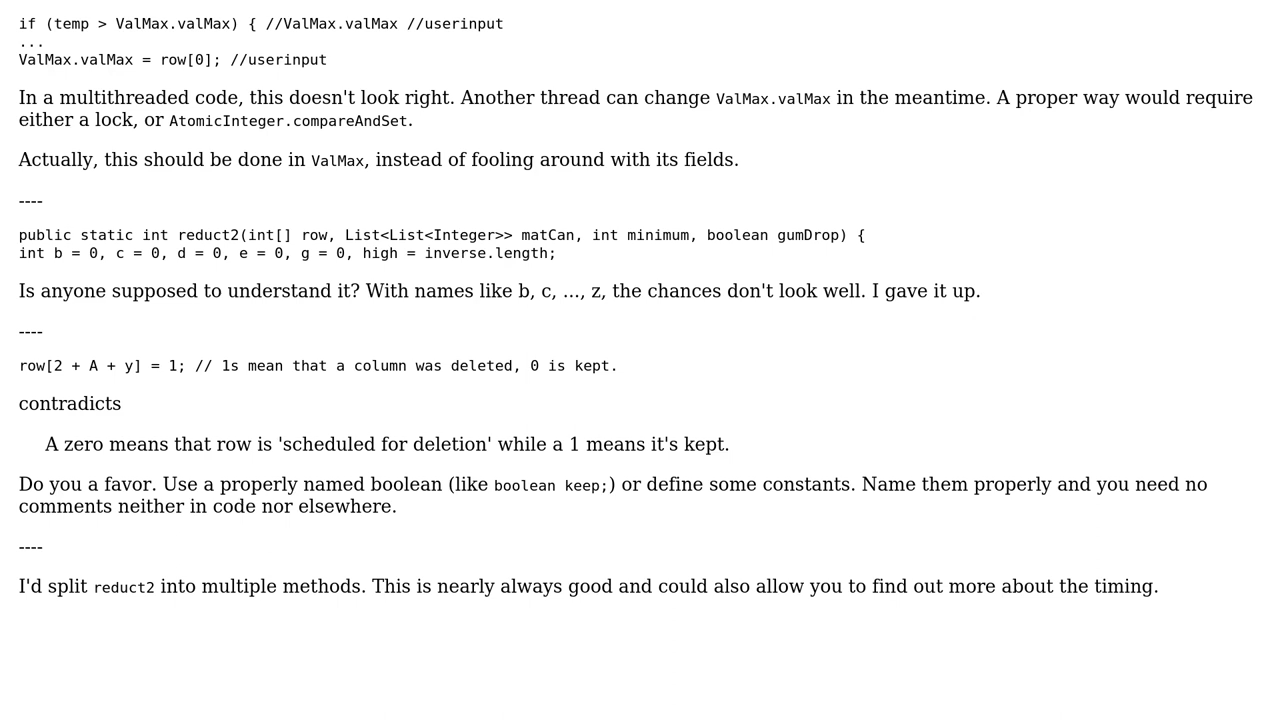 if (temp > ValMax.valMax) { //ValMax.valMax //userinput
...
ValMax.valMax = row[0]; //userinput
In a multithreaded code, this doesn't look right. Another thread can change ValMax.valMax in the meantime. A proper way would require
either a lock, or AtomicInteger.compareAndSet.
Actually, this should be done in ValMax, instead of fooling around with its fields.
----
public static int reduct2(int[] row, List<List<Integer>> matCan, int minimum, boolean gumDrop) {
int b = 0, c = 0, d = 0, e = 0, g = 0, high = inverse.length;
Is anyone supposed to understand it? With names like b, c, ..., z, the chances don't look well. I gave it up.
----
row[2 + A + y] = 1; // 1s mean that a column was deleted, 0 is kept.
contradicts
A zero means that row is 'scheduled for deletion' while a 1 means it's kept.
Do you a favor. Use a properly named boolean (like boolean keep;) or define some constants. Name them properly and you need no
comments neither in code nor elsewhere.
----
I'd split reduct2 into multiple methods. This is nearly always good and could also allow you to find out more about the timing.